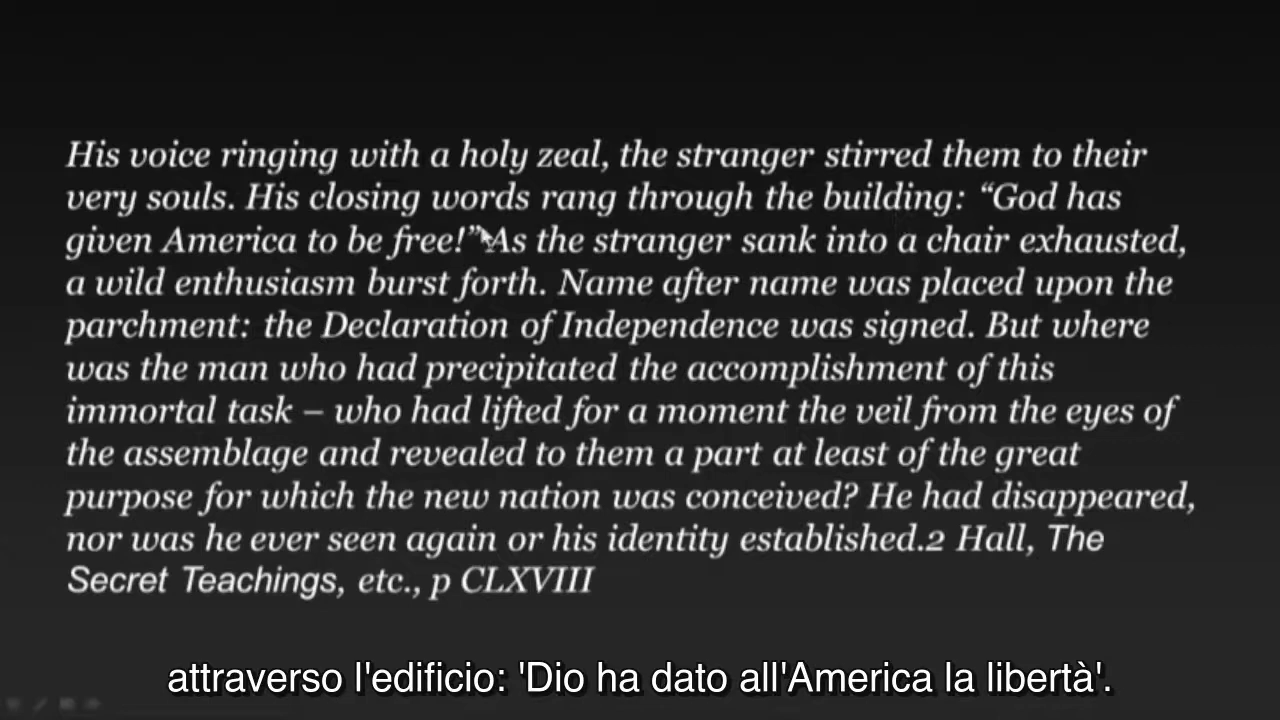 His voice ringing with a holy zeal, the stranger stirred them to their
very souls. His closing words rang through the building: “God has
given America to be free!” As the stranger sank into a chair exhausted,
a wild enthusiasm burst forth. Name after name was placed upon the
parchment: the Declaration of Independence was signed. But where
was the man who had precipitated the accomplishment of this
immortal task – who had lifted for a moment the veil from the eyes of
the assemblage and revealed to them a part at least of the great
purpose for which the new nation was conceived? He had disappeared,
nor was he ever seen again or his identity established.2 Hall, The
Secret Teachings, etc., p CLXVIII
attraverso l'edificio: 'Dio ha dato all'America la libertà'.